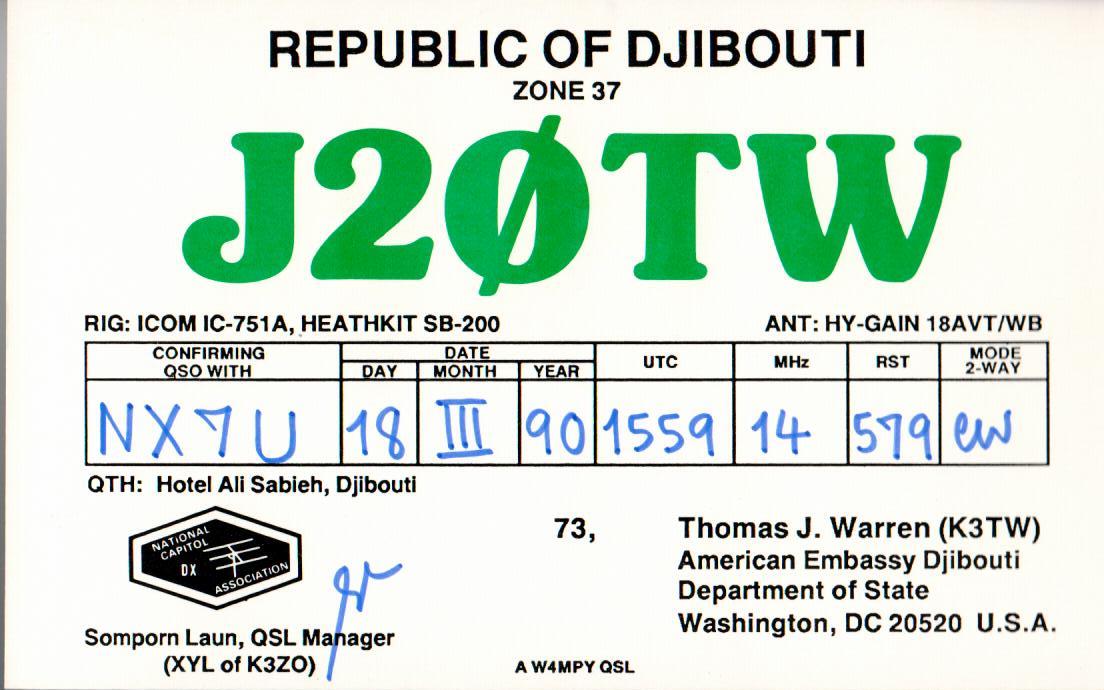 REPUBLIC OF DJIBOUTI
ZONE 37
J2ØTW
RIG: ICOM IC-751A, HEATHKIT SB-200 ANT: HY-GAIN 18AVT/WB
CONFIRMING QSO WITH DATE DAY MONTH YEAR UTC MHz RST MODE 2-WAY
NX7U 18 III 90 1559 14 579 cw
QTH: Hotel Ali Sabieh, Djibouti
NATIONAL
CAPITOL
DX
ASSOCIATION
73, Thomas J. Warren (K3TW)
American Embassy Djibouti
Department of State
Washington, DC 20520 U.S.A.
Somporn Laun, QSL Manager
(XYL of K3ZO)
A W4MPY QSL